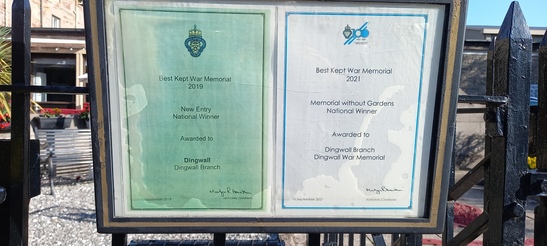 Best Kept War Memorial
2019
New Entry
National Winner
Awarded to
Dingwall
Dingwall Branch
Best Kept War Memorial
2021
Memorial without Gardens
National Winner
Awarded to
Dingwall Branch
Dingwall War Memorial